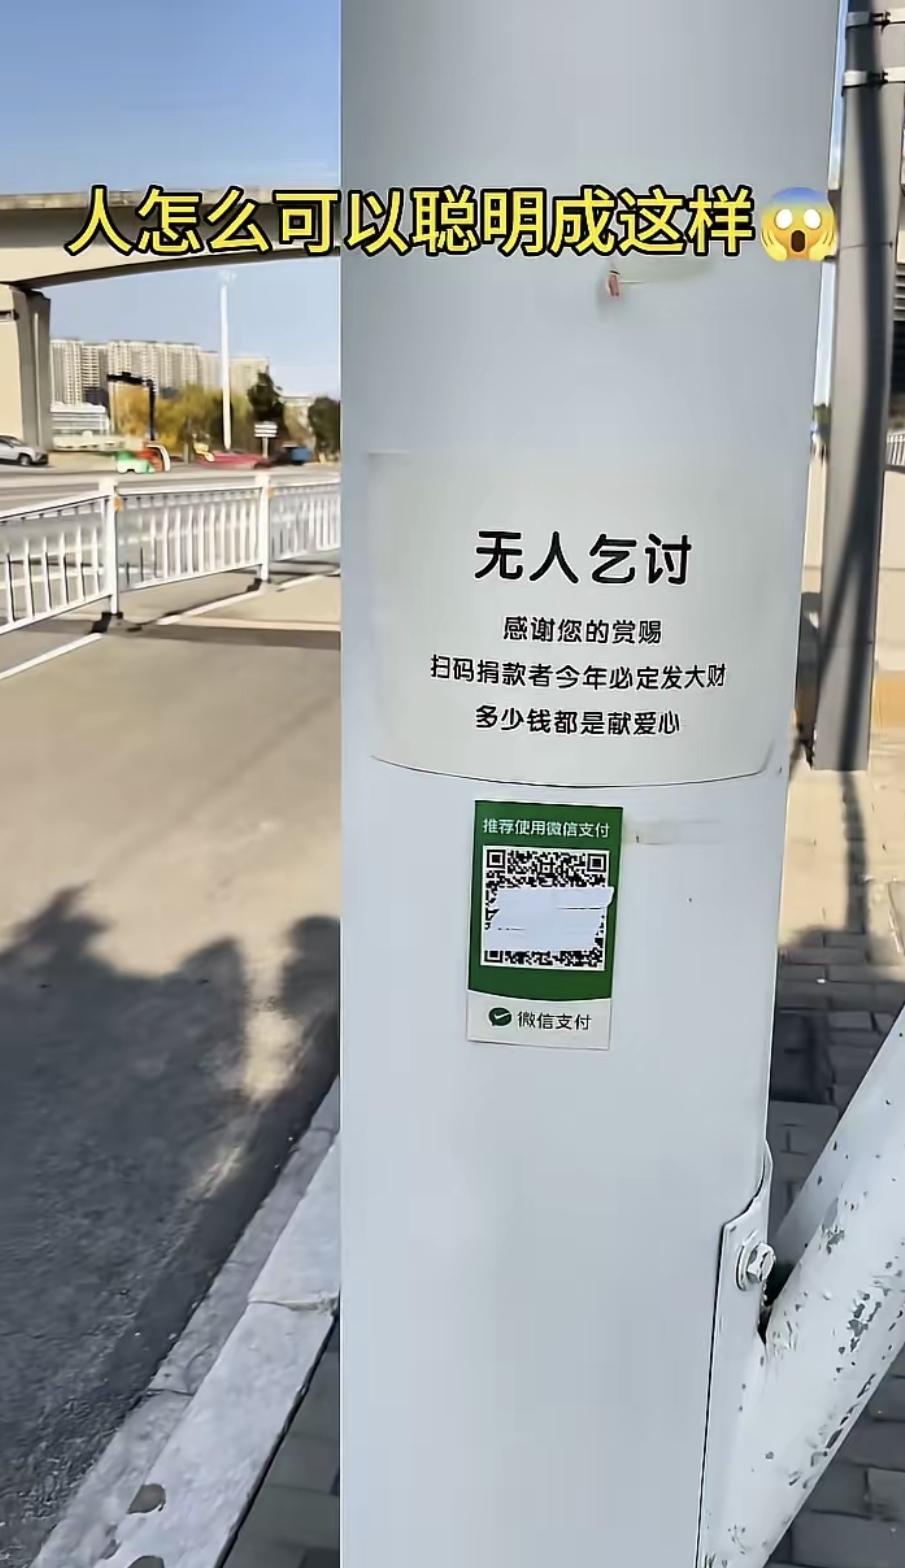 人怎么可以聪明成这样😱
无人乞讨
感谢您的赏赐
扫码捐款者今年必定发大财
多少钱都是献爱心
推荐使用微信支付
微信支付